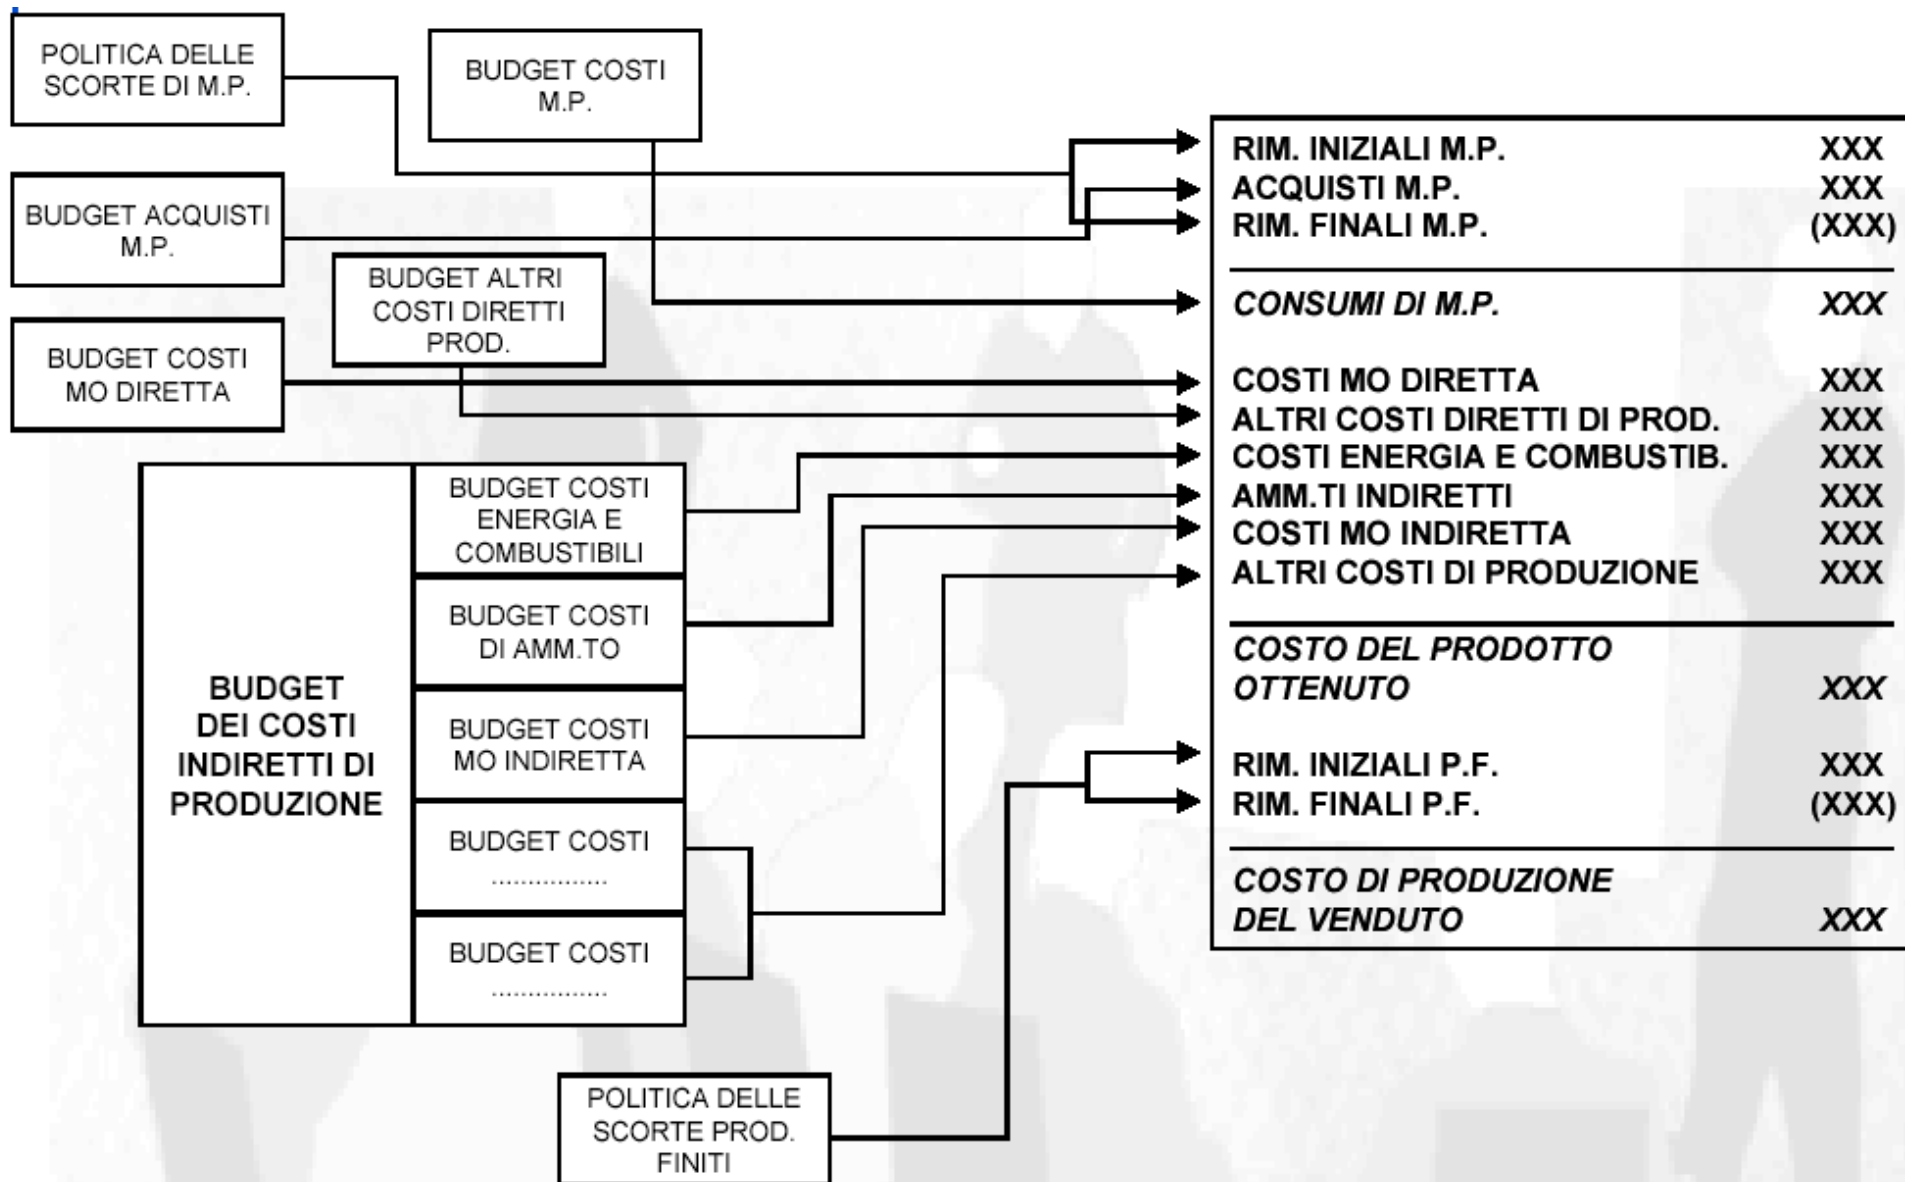 POLITICA DELLE
SCORTE DI M.P.
BUDGET COSTI
M.P.
BUDGET ACQUISTI
M.P.
BUDGET ALTRI
COSTI DIRETTI
PROD.
BUDGET COSTI
MO DIRETTA
BUDGET
DEI COSTI
INDIRETTI DI
PRODUZIONE
BUDGET COSTI
ENERGIA E
COMBUSTIBILI
BUDGET COSTI
DI AMM.TO
BUDGET COSTI
MO INDIRETTA
BUDGET COSTI
................
BUDGET COSTI
................
POLITICA DELLE
SCORTE PROD.
FINITI
RIM. INIZIALI M.P. XXX
ACQUISTI M.P. XXX
RIM. FINALI M.P. (XXX)
CONSUMI DI M.P. XXX
COSTI MO DIRETTA XXX
ALTRI COSTI DIRETTI DI PROD. XXX
COSTI ENERGIA E COMBUSTIB. XXX
AMM.TI INDIRETTI XXX
COSTI MO INDIRETTA XXX
ALTRI COSTI DI PRODUZIONE XXX
COSTO DEL PRODOTTO
OTTENUTO XXX
RIM. INIZIALI P.F. XXX
RIM. FINALI P.F. (XXX)
COSTO DI PRODUZIONE
DEL VENDUTO XXX